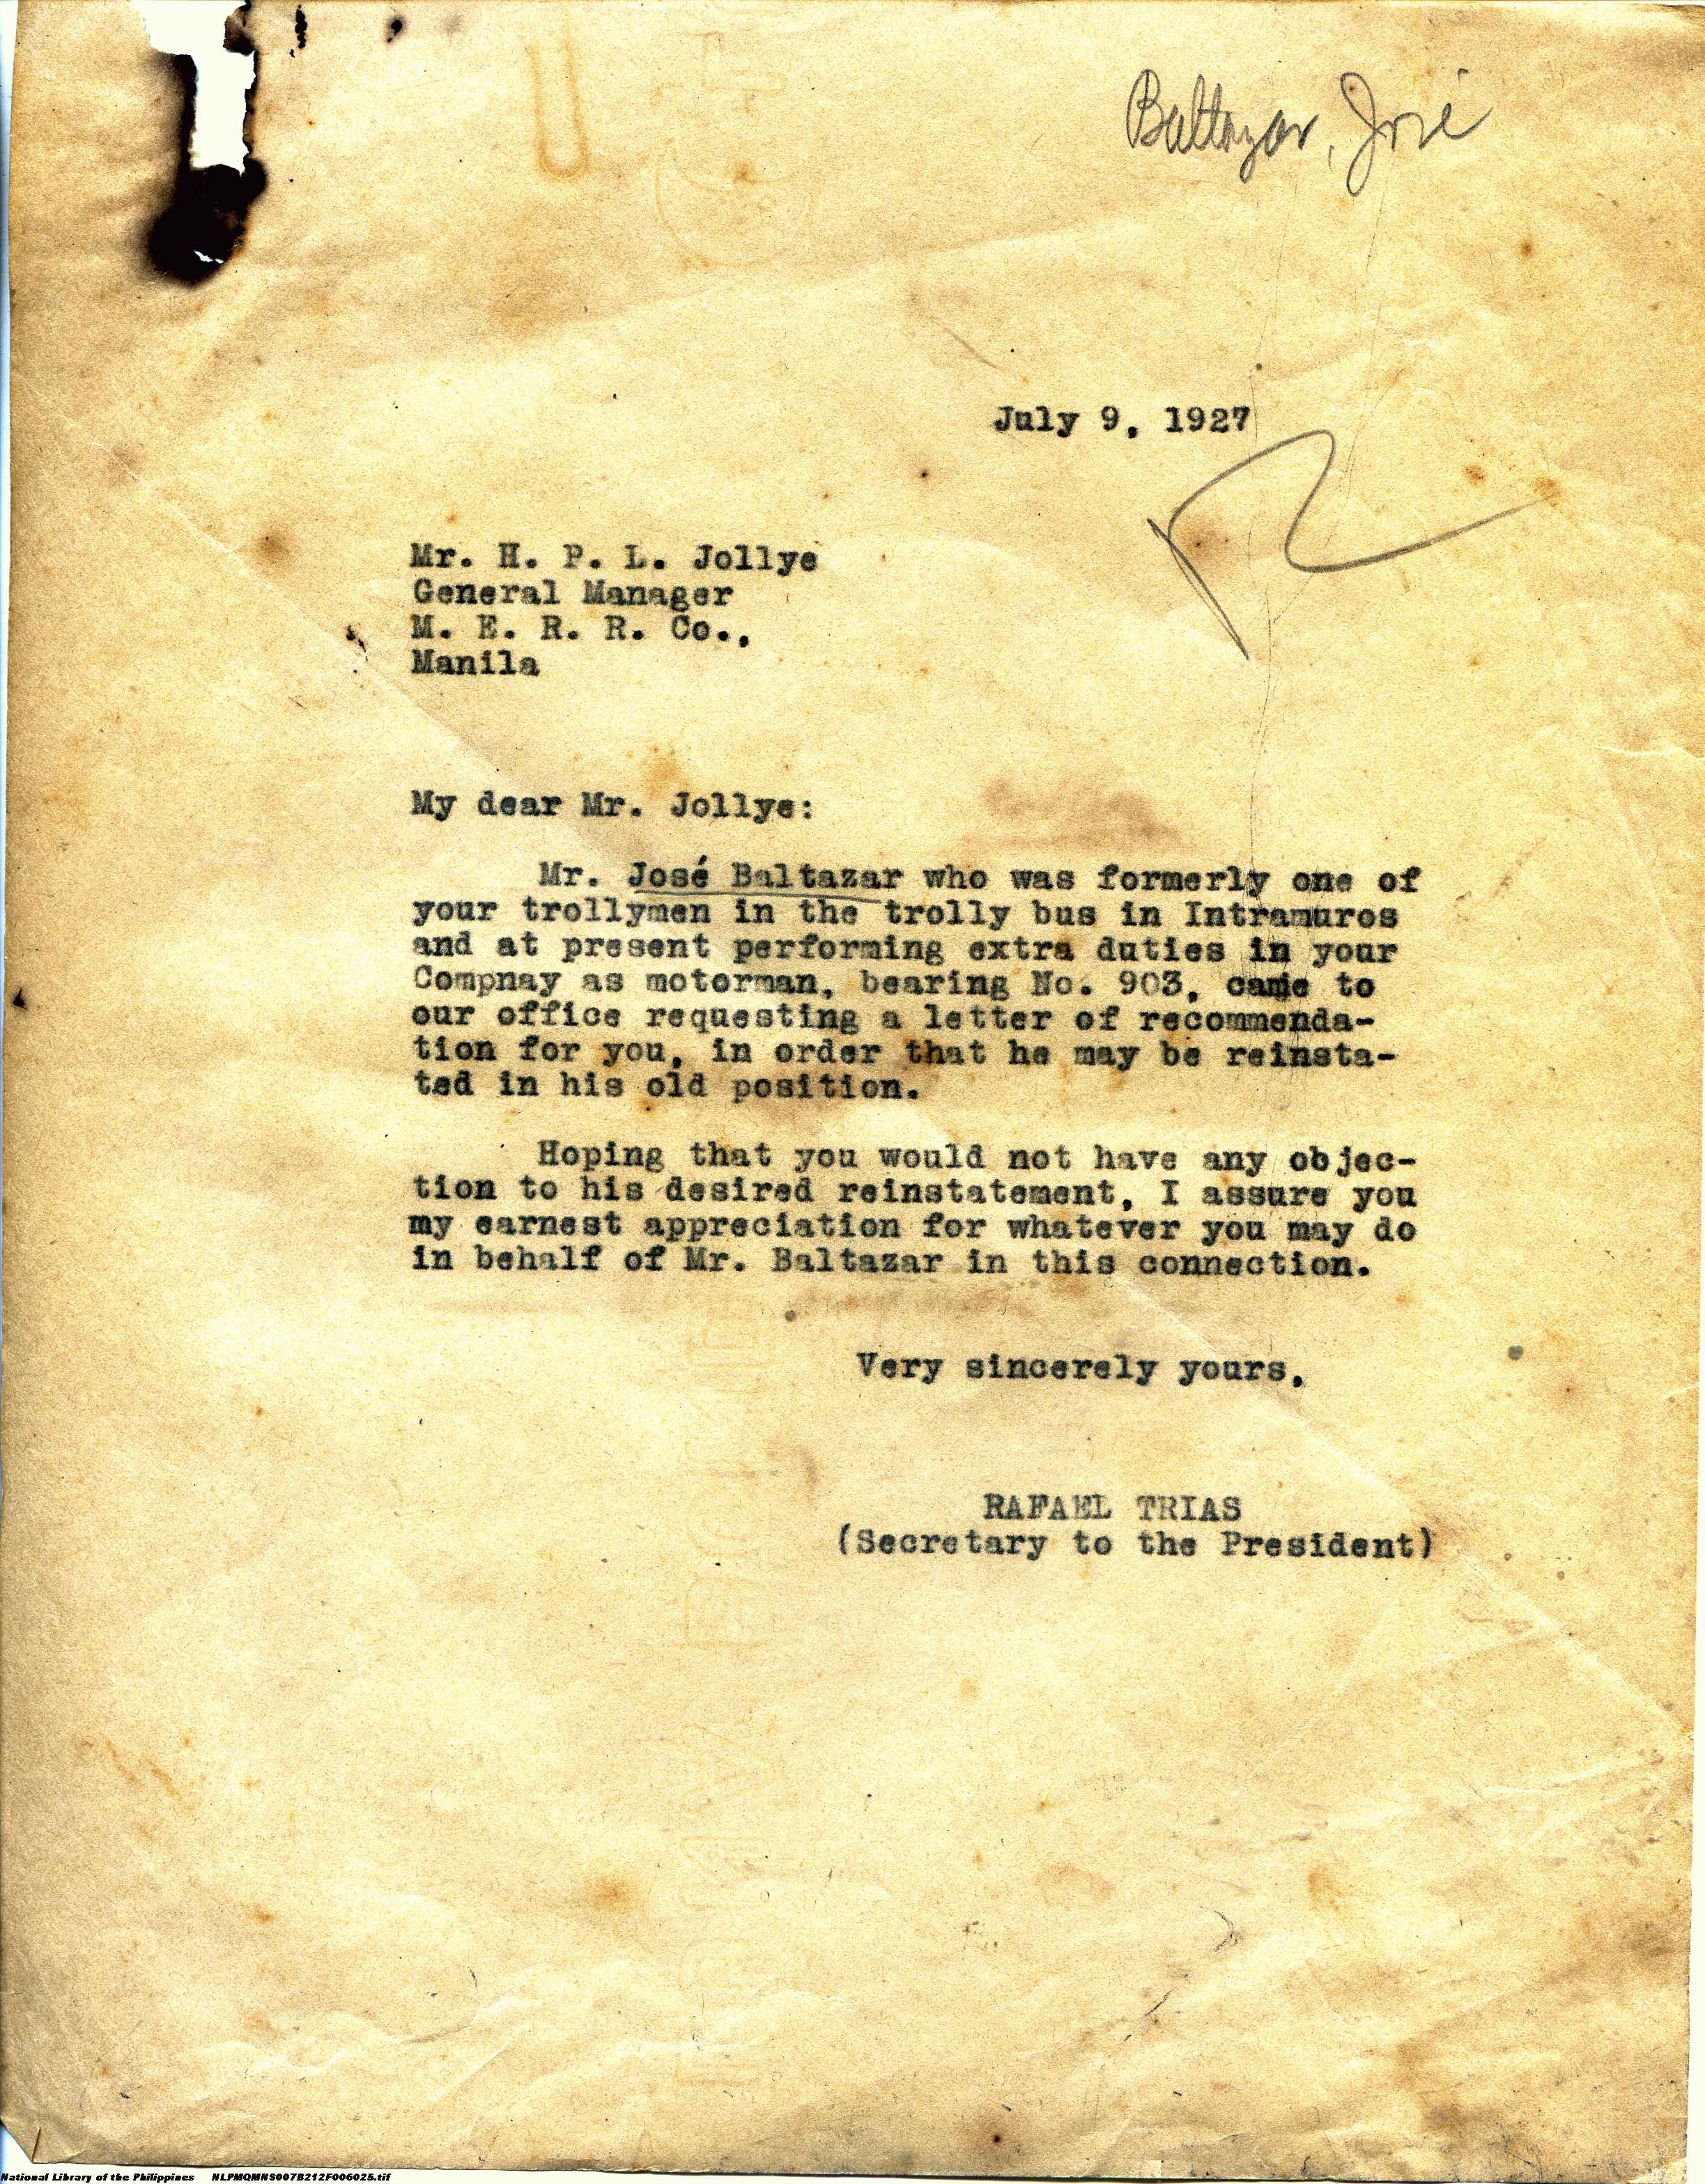 Baltazar, José
July 9, 1927
R
Mr. H. P. L. Jollye
General Manager
M. E. R. R. Co.,
Manila
My dear Mr. Jollye:
Mr. José Baltazar who was formerly one of
your trollymen in the trolly bus in Intramuros
and at present performing extra duties in your
Compnay as motorman, bearing No. 903, came to
our office requesting a letter of recommenda-
tion for you, in order that he may be reinsta-
ted in his old position.
Hoping that you would not have any objec-
tion to his desired reinstatement, I assure you
my earnest appreciation for whatever you may do
in behalf of Mr. Baltazar in this connection.
Very sincerely yours,
RAFAEL TRIAS
(Secretary to the President)
National Library of the Philippines NLPMQMNS007B212F006025.tif